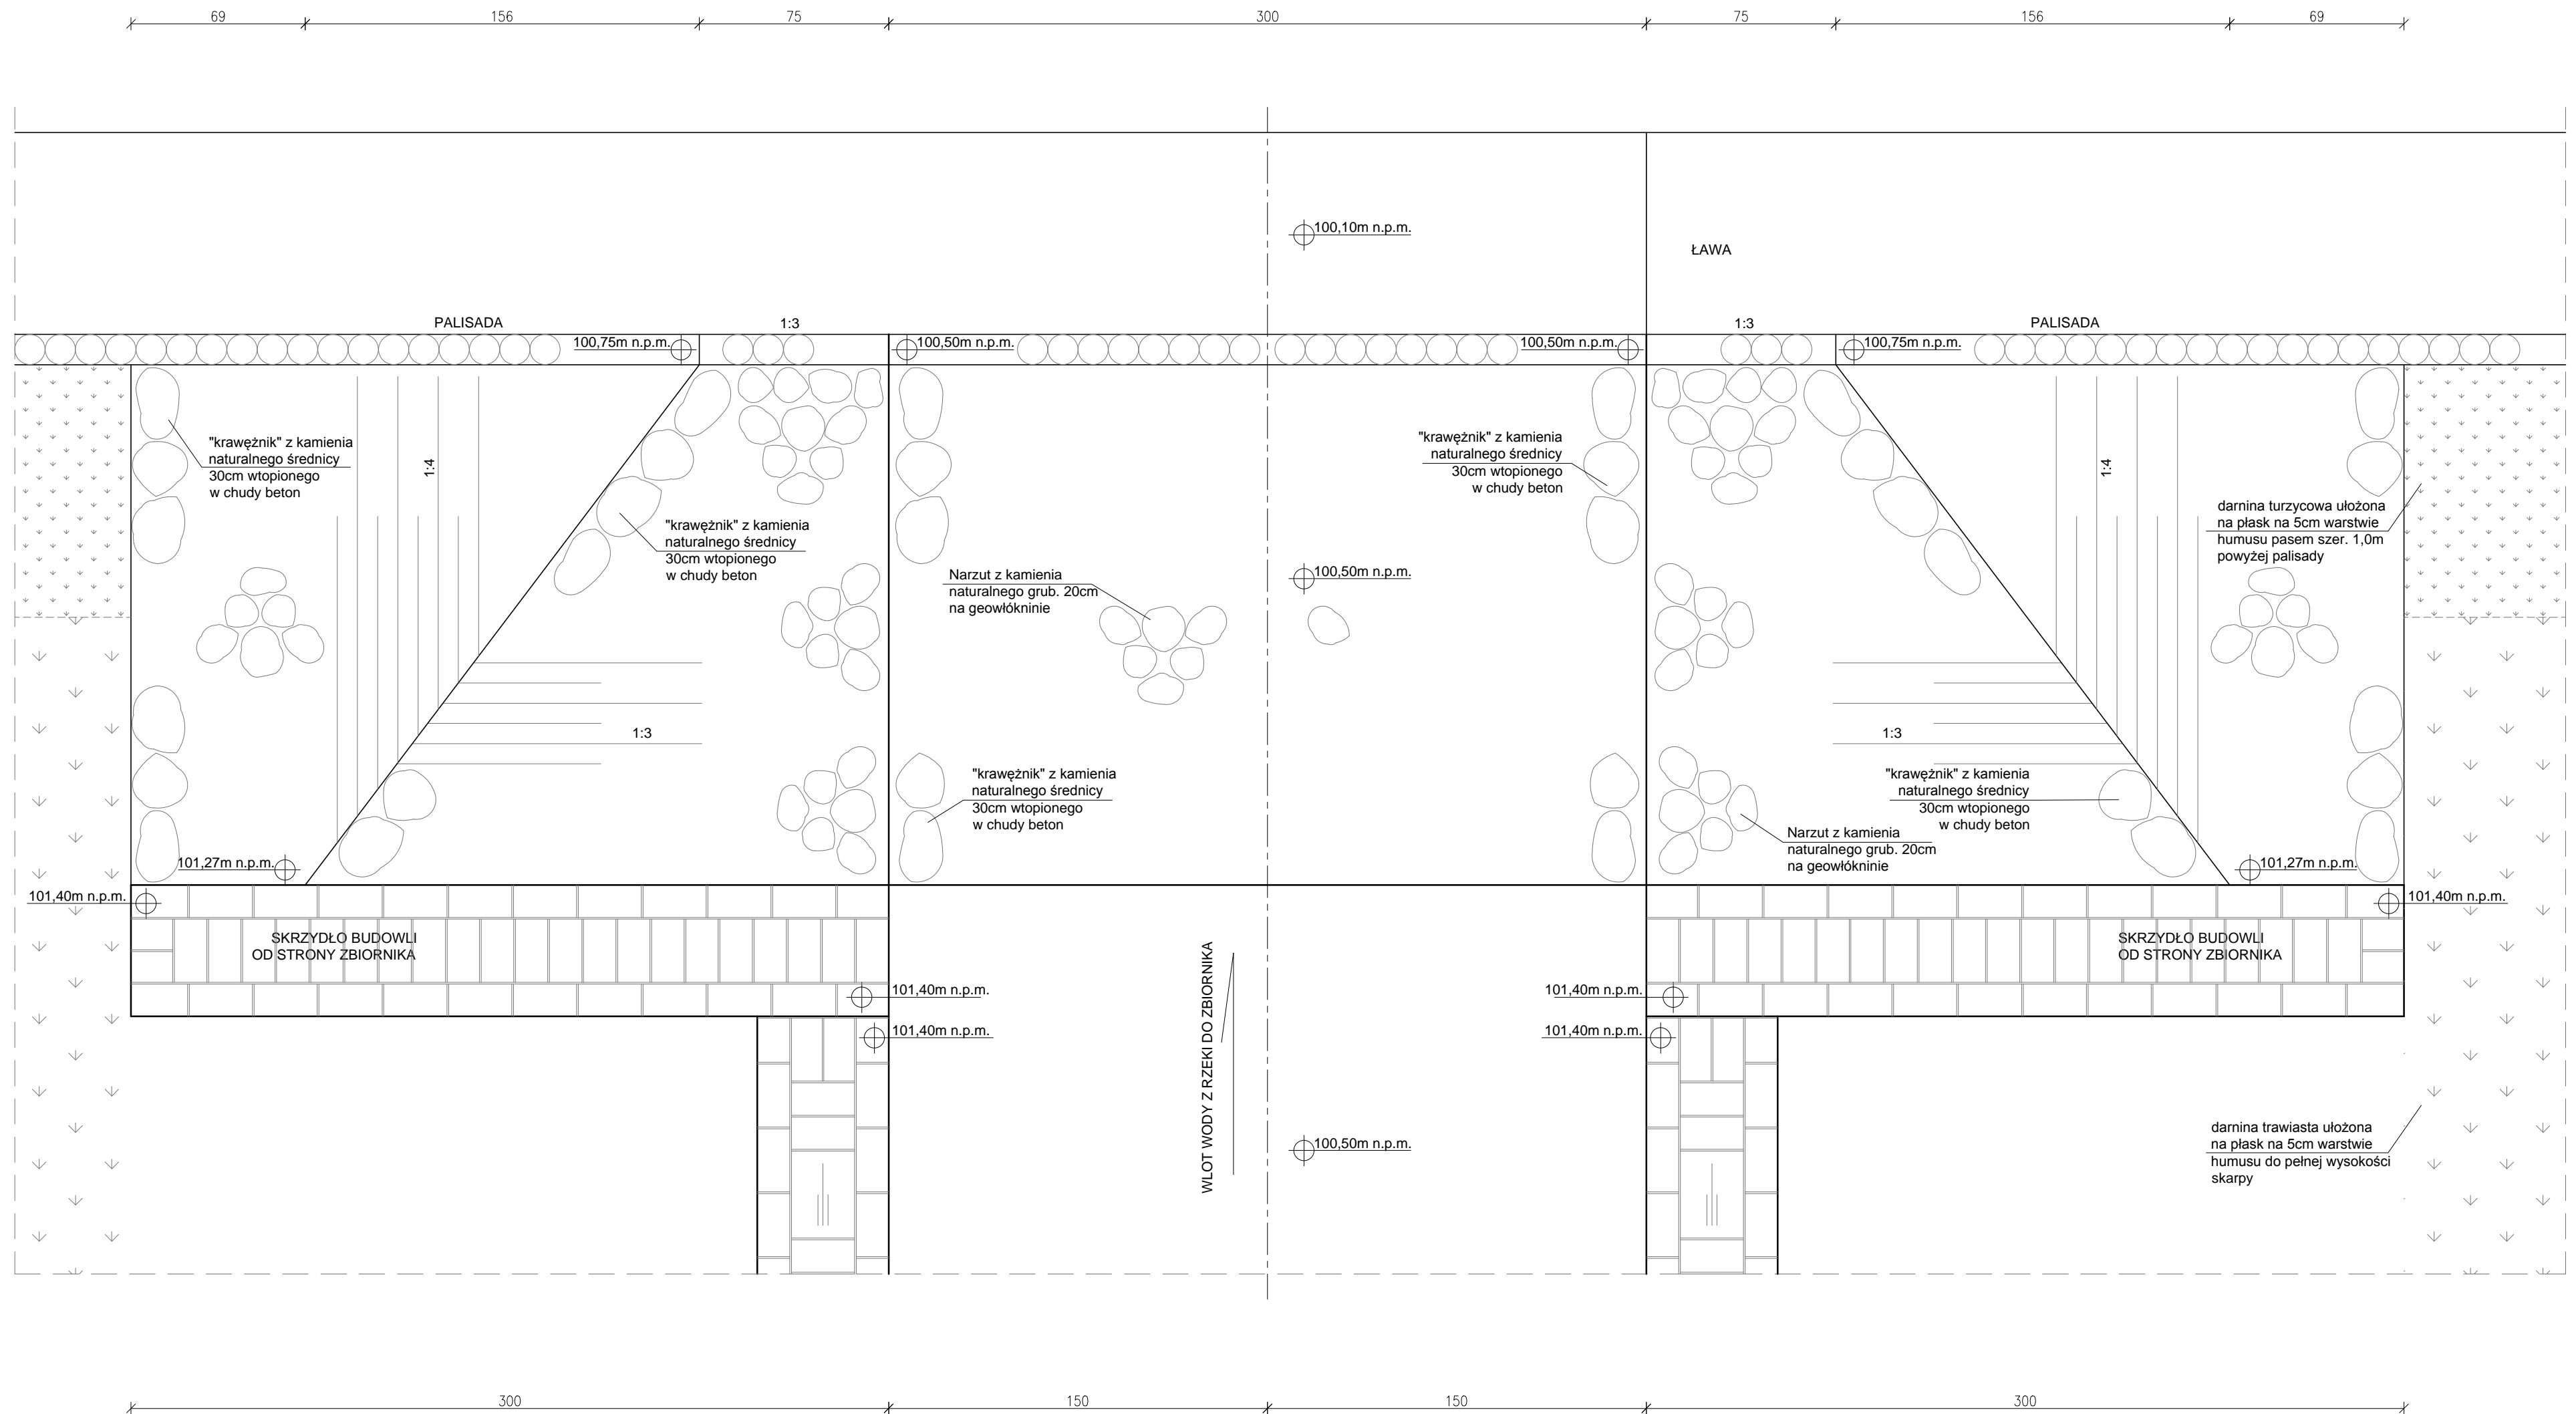 69
156
75
300
75
156
69
100,10m n.p.m.
ŁAWA
PALISADA
1:3
1:3
PALISADA
100,75m n.p.m.
100,50m n.p.m.
100,50m n.p.m.
100,75m n.p.m.
"krawężnik" z kamienia
naturalnego średnicy
30cm wtopionego
w chudy beton
1:4
"krawężnik" z kamienia
naturalnego średnicy
30cm wtopionego
w chudy beton
"krawężnik" z kamienia
naturalnego średnicy
30cm wtopionego
w chudy beton
1:4
darnina turzycowa ułożona
na płask na 5cm warstwie
humusu pasem szer. 1,0m
powyżej palisady
Narzut z kamienia
naturalnego grub. 20cm
na geowłókninie
100,50m n.p.m.
1:3
1:3
"krawężnik" z kamienia
naturalnego średnicy
30cm wtopionego
w chudy beton
"krawężnik" z kamienia
naturalnego średnicy
30cm wtopionego
w chudy beton
Narzut z kamienia
naturalnego grub. 20cm
na geowłókninie
101,27m n.p.m.
101,27m n.p.m.
101,40m n.p.m.
101,40m n.p.m.
SKRZYDŁO BUDOWLI
OD STRONY ZBIORNIKA
SKRZYDŁO BUDOWLI
OD STRONY ZBIORNIKA
101,40m n.p.m.
101,40m n.p.m.
101,40m n.p.m.
101,40m n.p.m.
WLOT WODY Z RZEKI DO ZBIORNIKA
100,50m n.p.m.
darnina trawiasta ułożona
na płask na 5cm warstwie
humusu do pełnej wysokości
skarpy
300
150
150
300